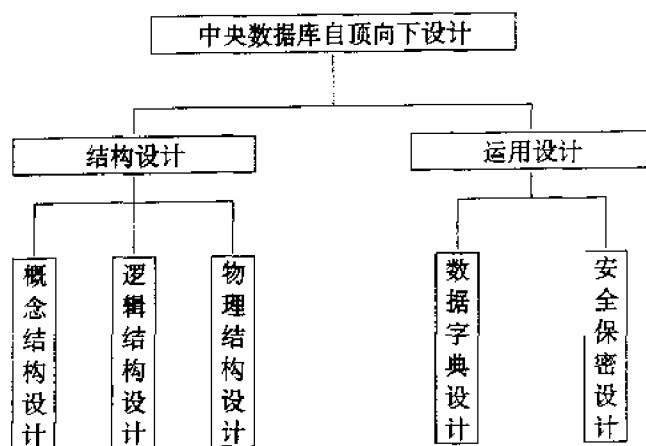 中央数据库自顶向下设计
结构设计
运用设计
概念结构设计
逻辑结构设计
物理结构设计
数据字典设计
安全保密设计